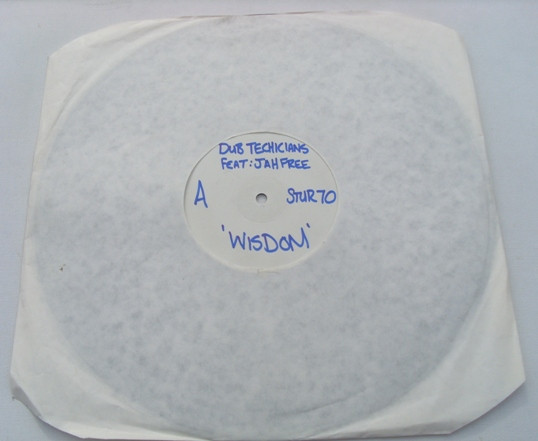 DUB TECHICIANS
FEAT: JAH FREE
A STUR70
'WISDOM'